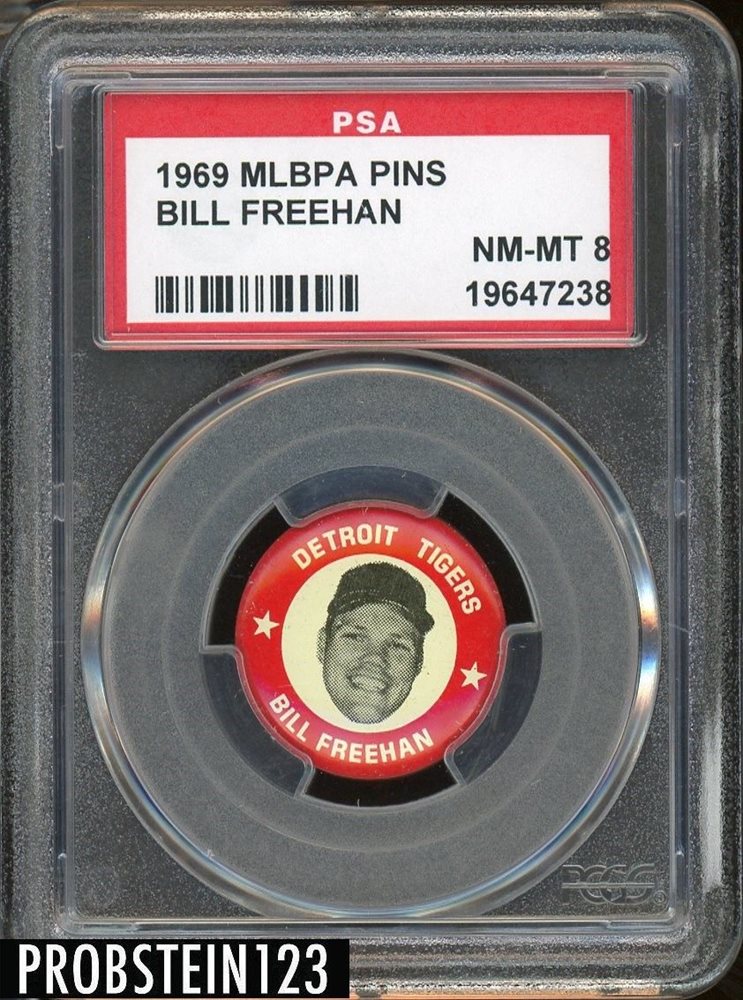 PSA
1969 MLBPA PINS
BILL FREEHAN
NM-MT 8
19647238
DETROIT TIGERS
BILL FREEHAN
PCGS
PROBSTEIN123